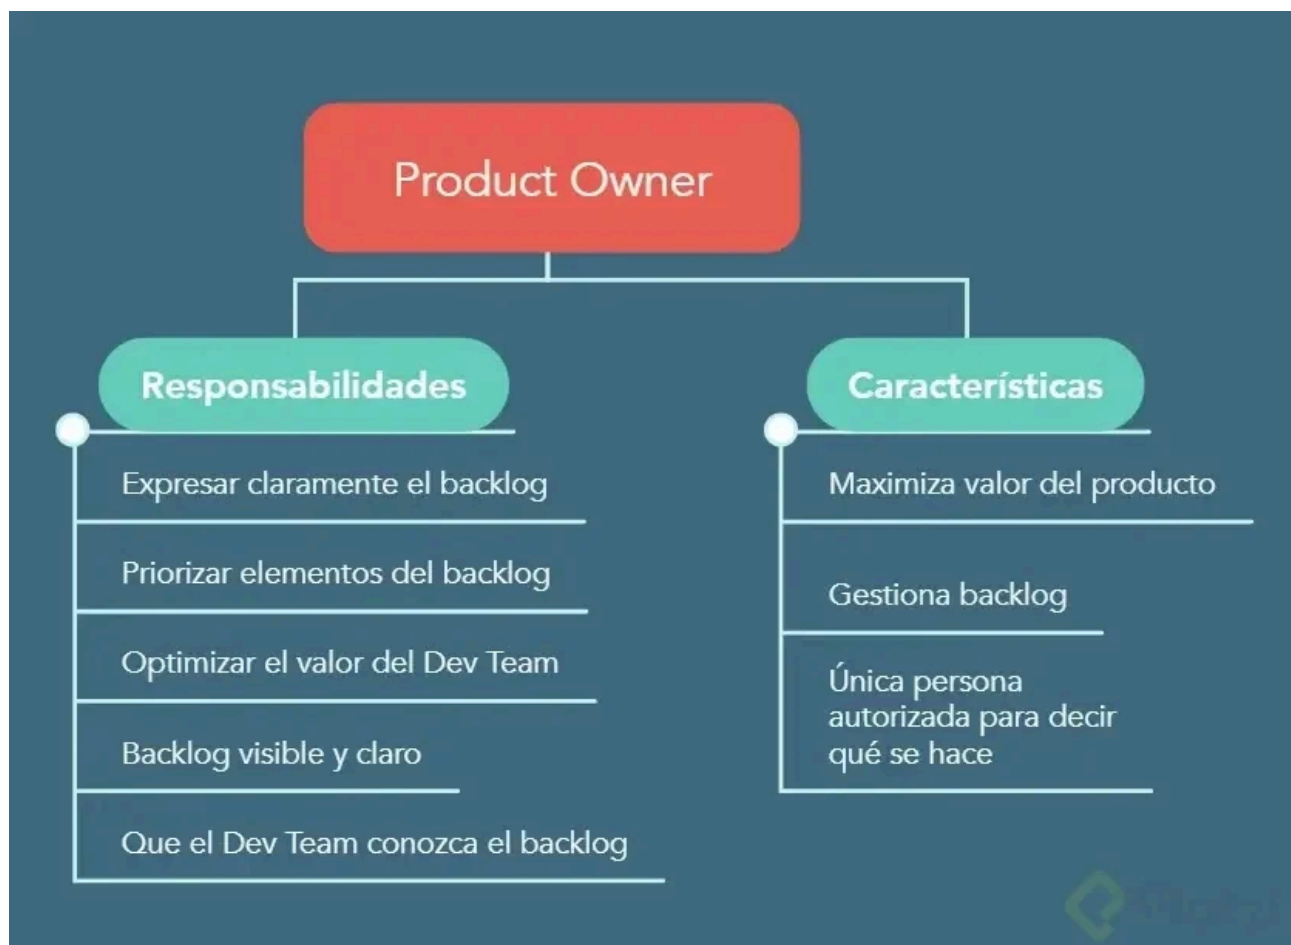 Product Owner
Responsabilidades
Expresar claramente el backlog
Priorizar elementos del backlog
Optimizar el valor del Dev Team
Backlog visible y claro
Que el Dev Team conozca el backlog
Características
Maximiza valor del producto
Gestiona backlog
Única persona
autorizada para decir
qué se hace